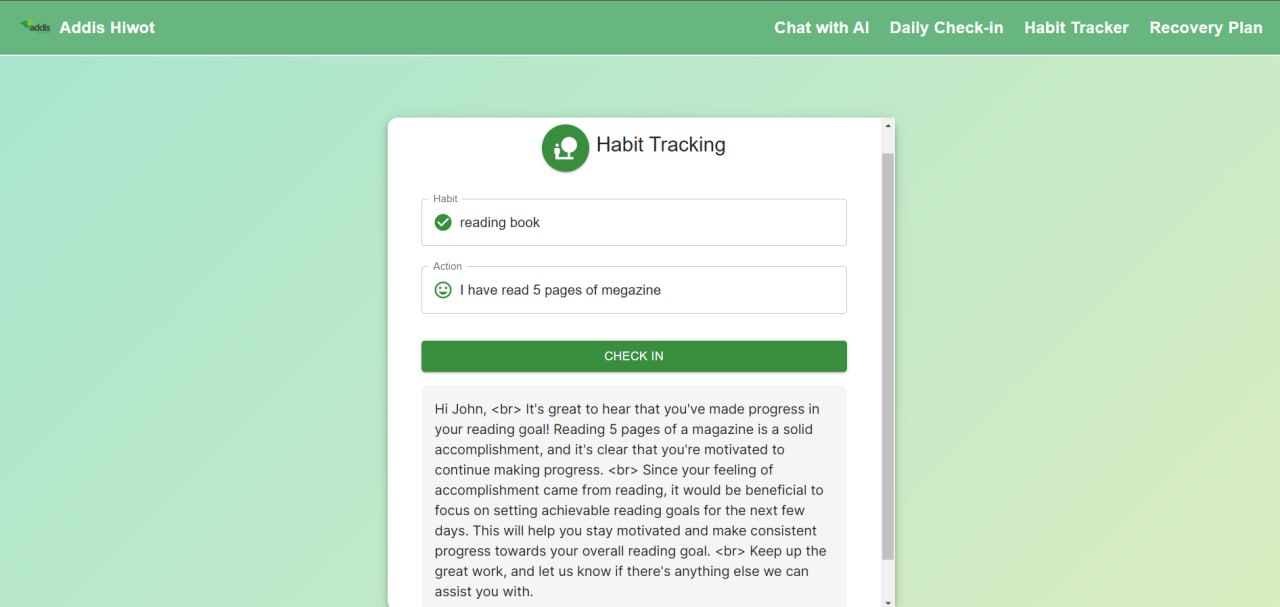 addis Addis Hiwot Chat with AI Daily Check-in Habit Tracker Recovery Plan
Habit Tracking
Habit
reading book
Action
I have read 5 pages of megazine
CHECK IN
Hi John, <br> It's great to hear that you've made progress in
your reading goal! Reading 5 pages of a magazine is a solid
accomplishment, and it's clear that you're motivated to
continue making progress. <br> Since your feeling of
accomplishment came from reading, it would be beneficial to
focus on setting achievable reading goals for the next few
days. This will help you stay motivated and make consistent
progress towards your overall reading goal. <br> Keep up the
great work, and let us know if there's anything else we can
assist you with.